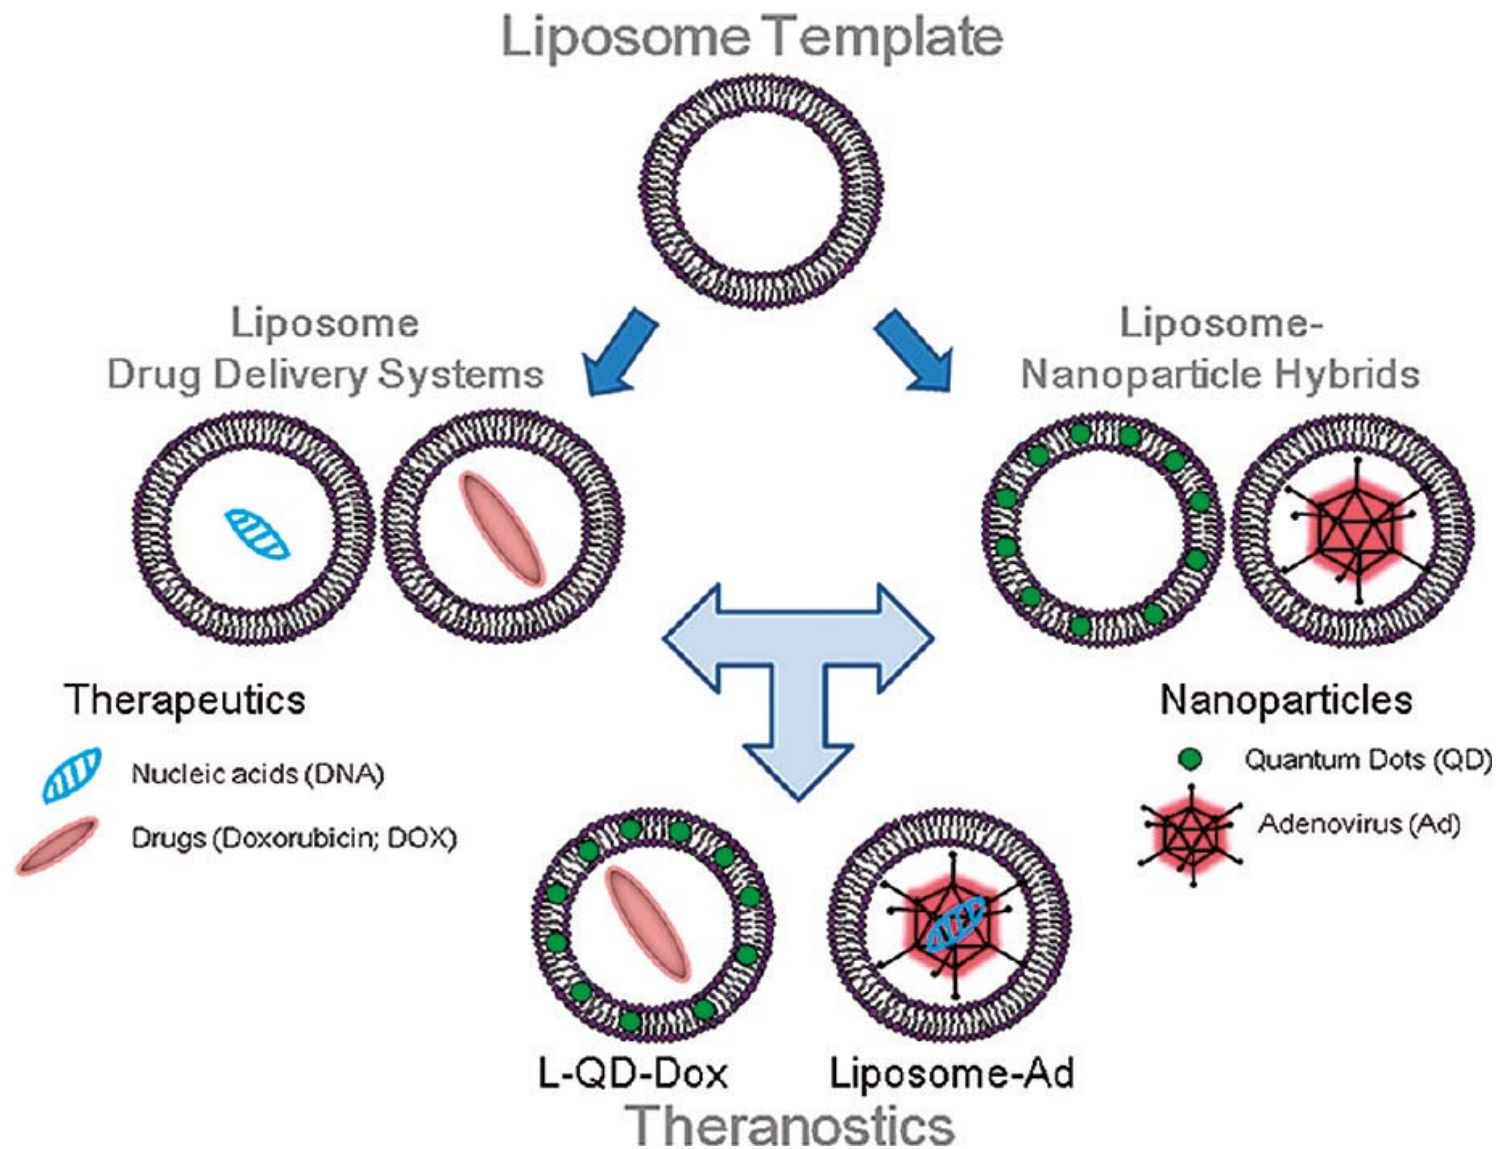 Liposome Template
Liposome
Drug Delivery Systems
Liposome-
Nanoparticle Hybrids
Therapeutics
Nucleic acids (DNA)
Drugs (Doxorubicin; DOX)
Nanoparticles
Quantum Dots (QD)
Adenovirus (Ad)
L-QD-Dox
Liposome-Ad
Theranostics